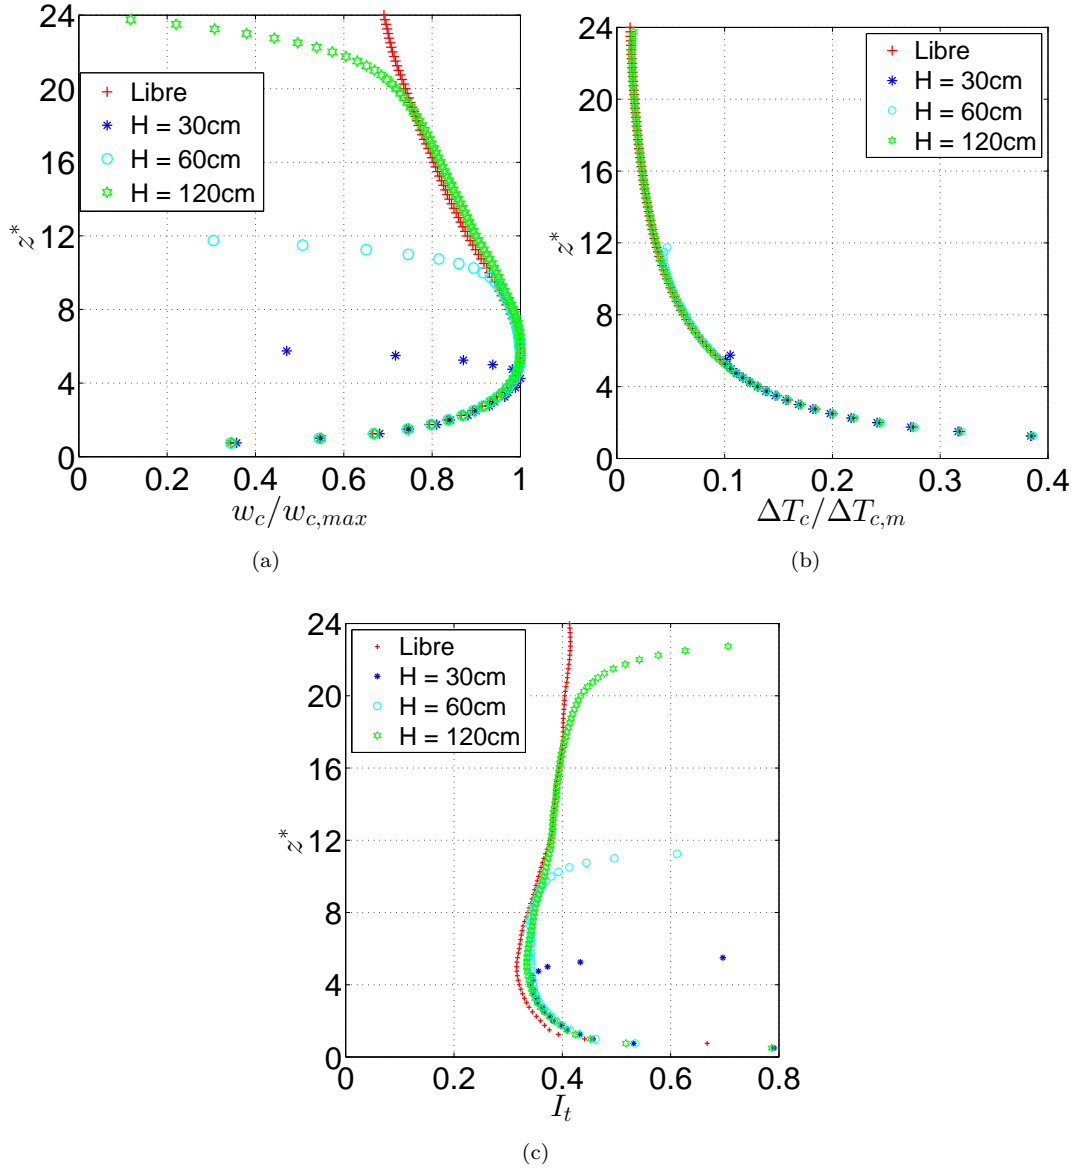 24
20
16
12
8
4
0
z*
Libre
H = 30cm
H = 60cm
H = 120cm
0 0.2 0.4 0.6 0.8 1
w_c/w_{c,max}
(a)
24
20
16
12
8
4
0
z*
Libre
H = 30cm
H = 60cm
H = 120cm
0 0.1 0.2 0.3 0.4
ΔT_c/ΔT_{c,m}
(b)
24
20
16
12
8
4
0
z*
Libre
H = 30cm
H = 60cm
H = 120cm
0 0.2 0.4 0.6 0.8
I_t
(c)